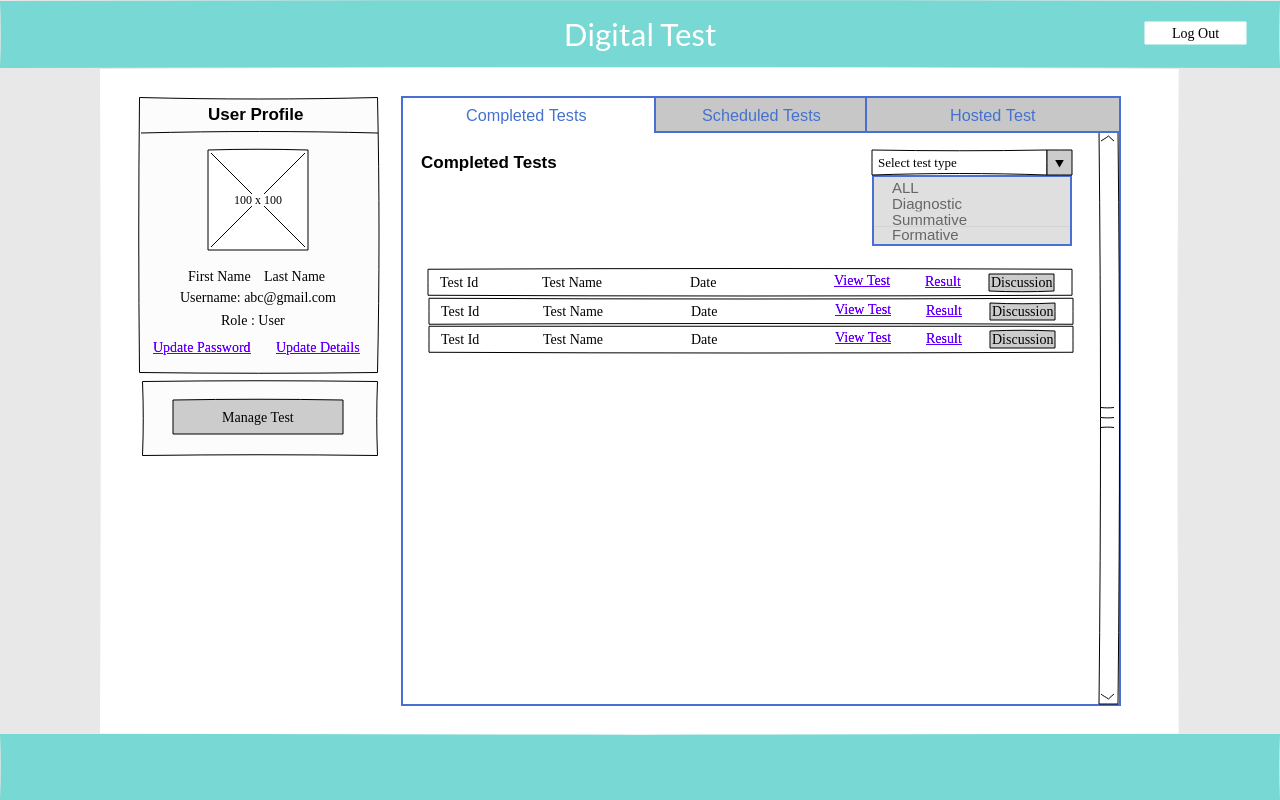 Digital Test
Log Out
User Profile
100 x 100
First Name Last Name
Username: abc@gmail.com
Role : User
Update Password Update Details
Manage Test
Completed Tests Scheduled Tests Hosted Test
Completed Tests
Select test type
ALL
Diagnostic
Summative
Formative
Test Id Test Name Date View Test Result Discussion
Test Id Test Name Date View Test Result Discussion
Test Id Test Name Date View Test Result Discussion